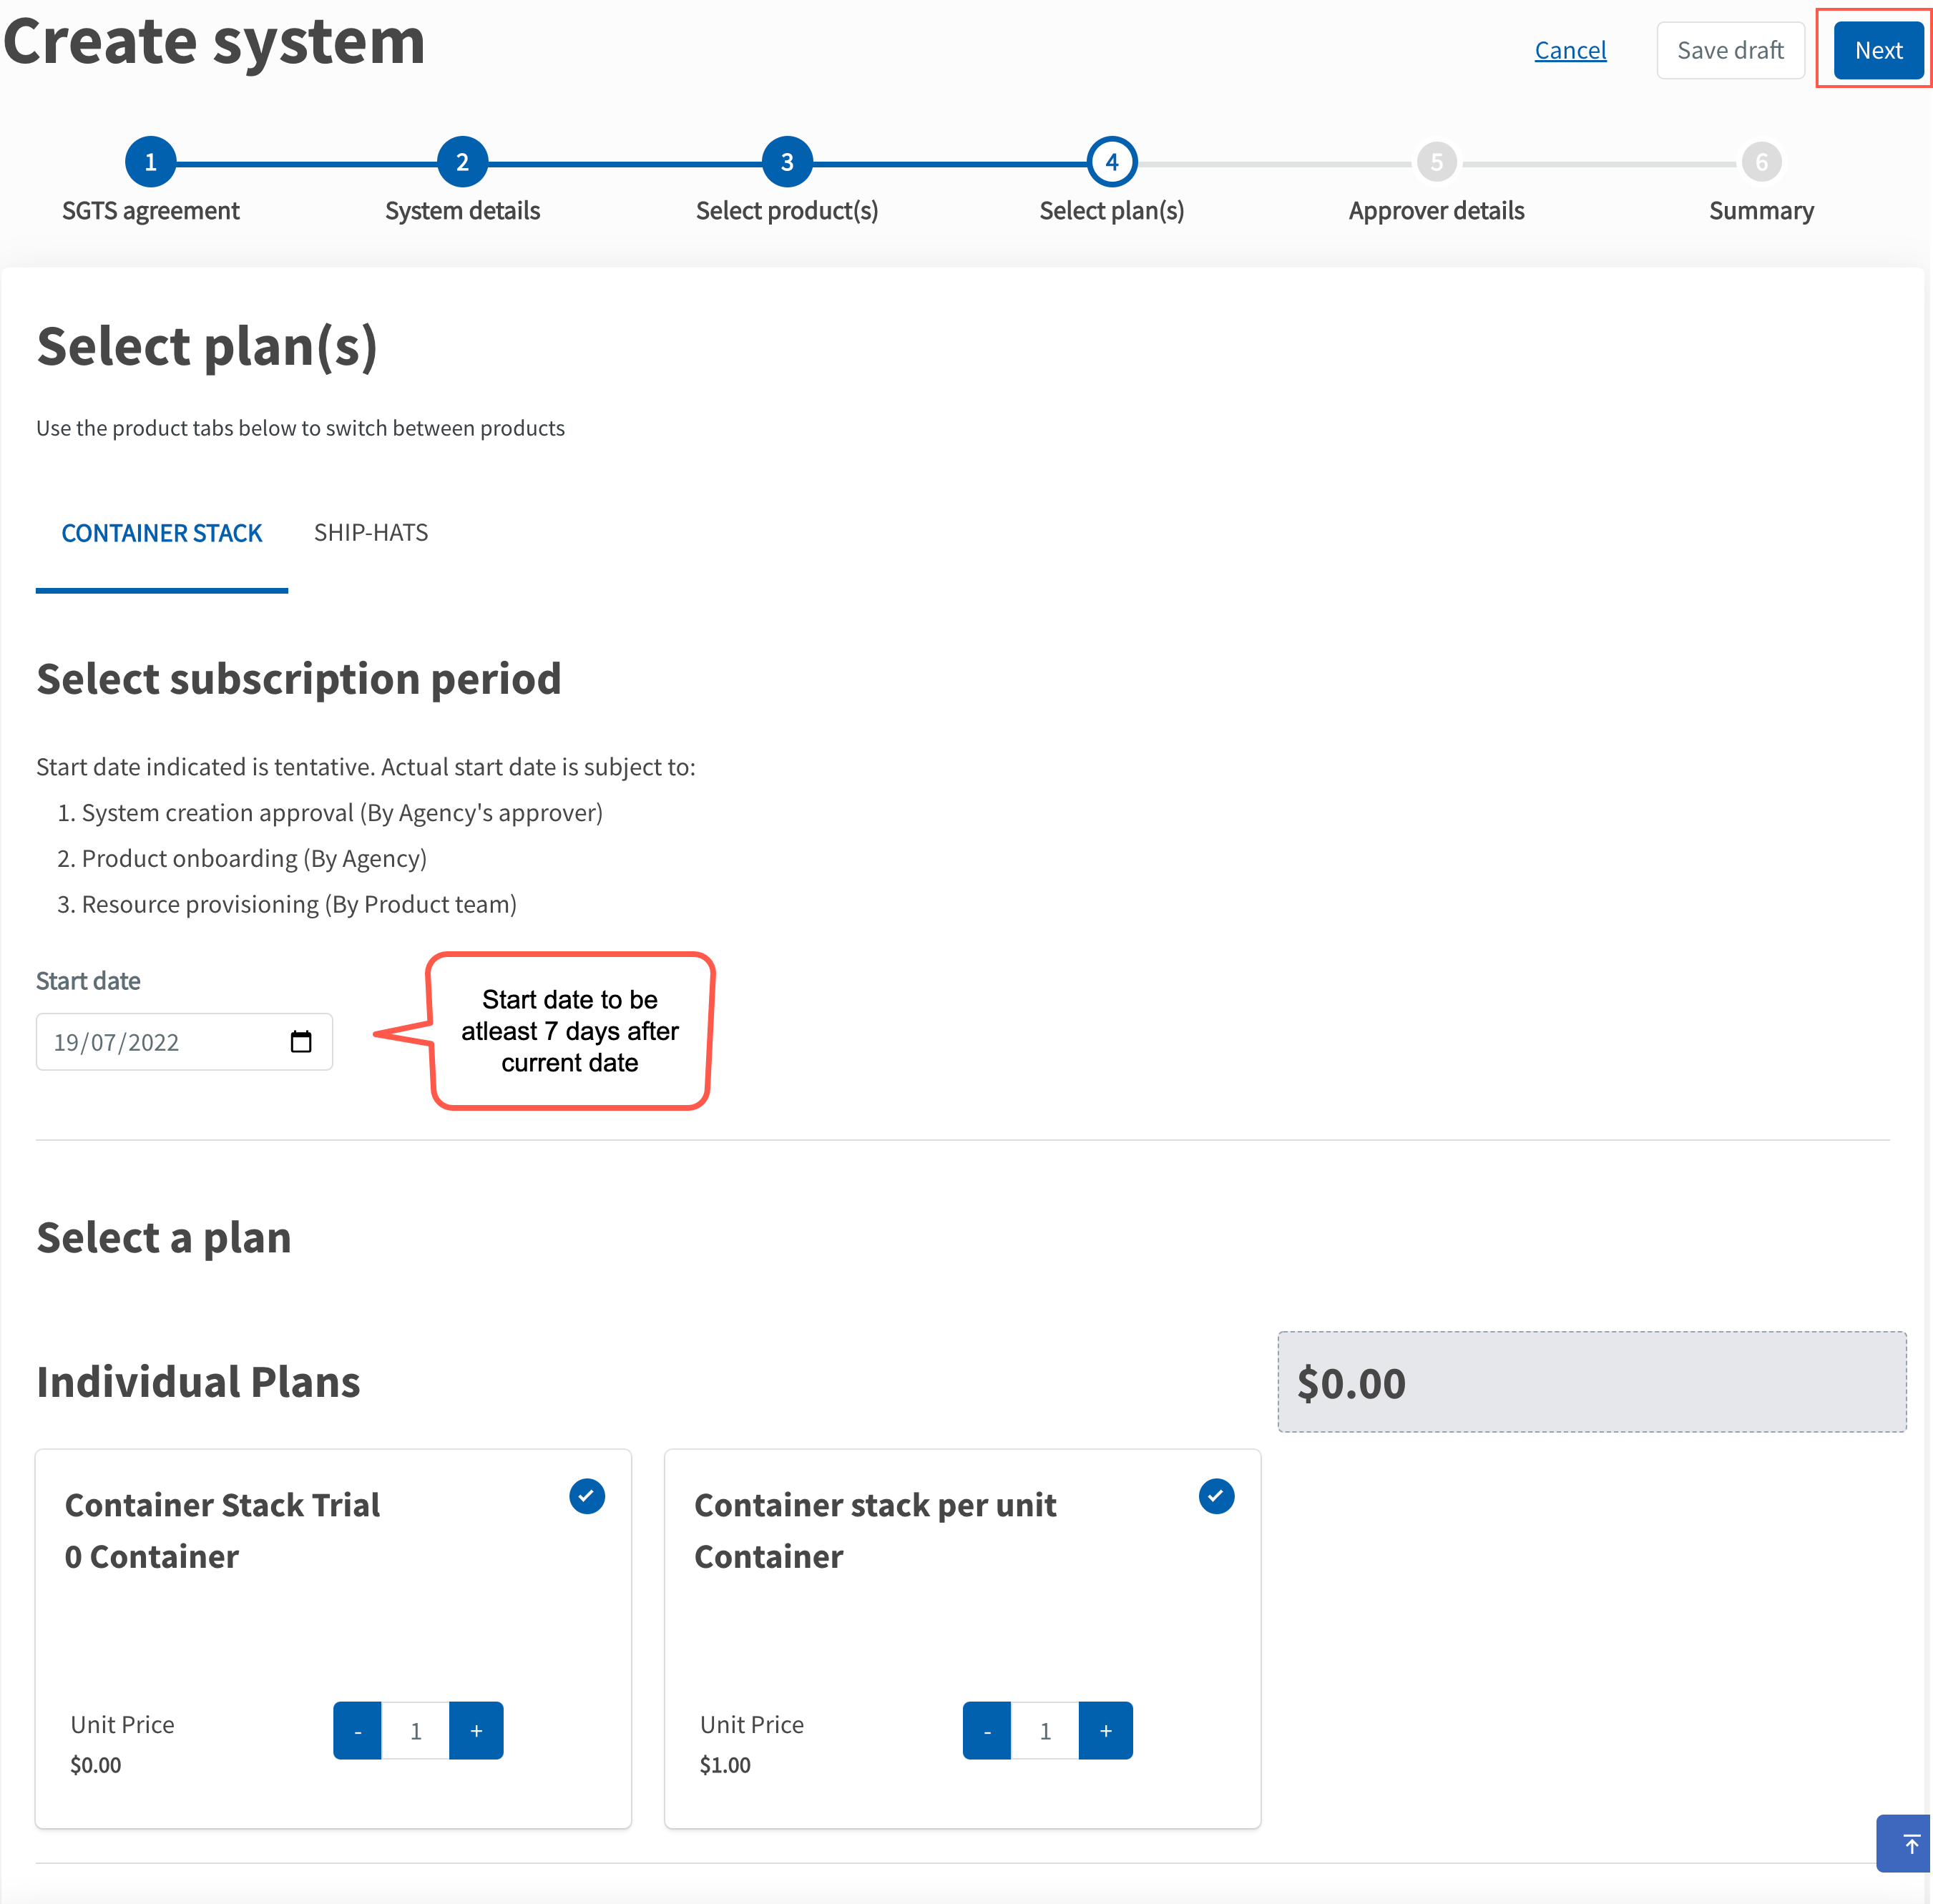 Create system
Cancel
Save draft
Next
1
2
3
4
5
6
SGTS agreement
System details
Select product(s)
Select plan(s)
Approver details
Summary
Select plan(s)
Use the product tabs below to switch between products
CONTAINER STACK
SHIP-HATS
Select subscription period
Start date indicated is tentative. Actual start date is subject to:
1. System creation approval (By Agency's approver)
2. Product onboarding (By Agency)
3. Resource provisioning (By Product team)
Start date
19/07/2022
Start date to be
atleast 7 days after
current date
Select a plan
Individual Plans
$0.00
Container Stack Trial
0 Container
Unit Price
$0.00
- 1 +
Container stack per unit
Container
Unit Price
$1.00
- 1 +